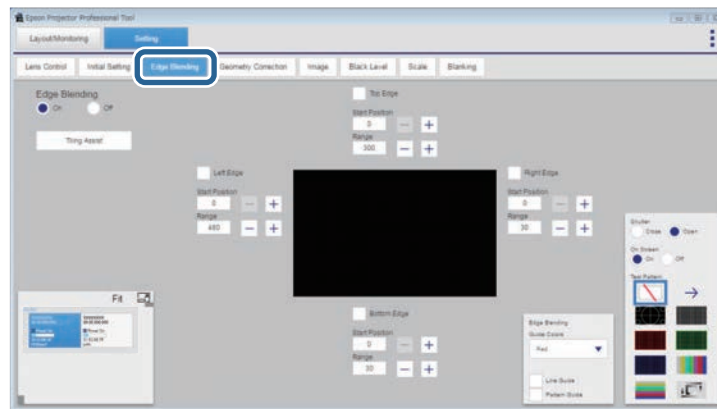 Epson Projector Professional Tool
Layout/Monitoring Setting
Lens Control Initial Setting Edge Blending Geometry Correction Image Black Level Scale Blanking
Edge Blending
On Off
Tiling Assist
Top Edge
Start Position
0
Range
300
Left Edge
Start Position
0
Range
480
Right Edge
Start Position
0
Range
30
Bottom Edge
Start Position
0
Range
30
Shutter
Close Open
On Screen
On Off
Test Pattern
Edge Blending
Guide Colors
Red
Line Guide
Pattern Guide
Fit